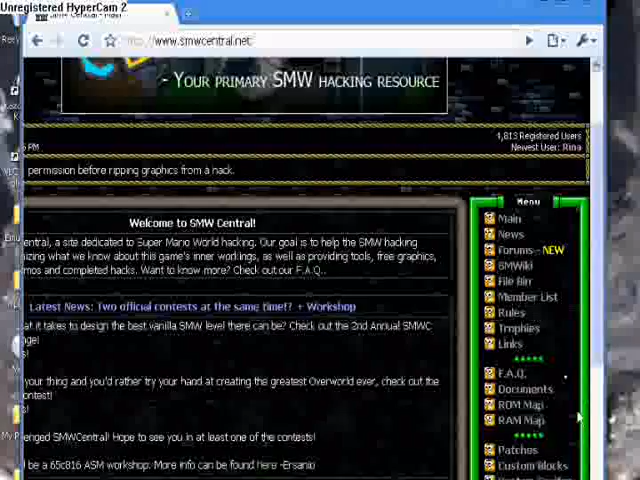 Unregistered HyperCam 2
http://www.smwcentral.net
- YOUR PRIMARY SMW HACKING RESOURCE
4,813 Registered Users
PM
Newest User: Rina
permission before ripping graphics from a hack.
Menu
Welcome to SMW Central!
entral, a site dedicated to Super Mario World hacking. Our goal is to help the SMW hacking
izing what we know about this game's inner workings, as well as providing tools, free graphics,
mos and completed hacks. Want to know more? Check out our F.A.Q..
Latest News: Two official contests at the same time!? + Workshop
at it takes to design the best vanilla SMW level there can be? Check out the 2nd Annual SMWC
nge!
s!
your thing and you'd rather try your hand at creating the greatest Overworld ever, check out the
ontest!
s!
enged SMWCentral! Hope to see you in at least one of the contests!
l be a 65c816 ASM workshop. More info can be found here -Ersanio
Main
News
Forums - NEW
SMWiki
File Bin
Member List
Rules
Trophies
Links
F.A.Q.
Documents
ROM Map
RAM Map
Patches
Custom Blocks